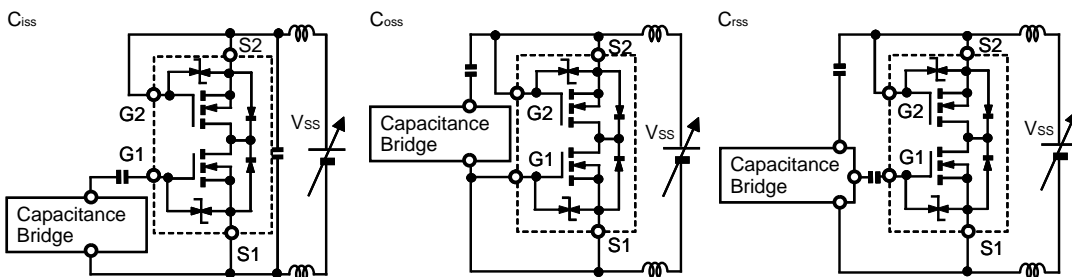 Ciss
S2
G2
G1
VSS
Capacitance
Bridge
S1
Coss
S2
G2
Capacitance
Bridge
VSS
G1
S1
Crss
S2
G2
VSS
G1
Capacitance
Bridge
S1